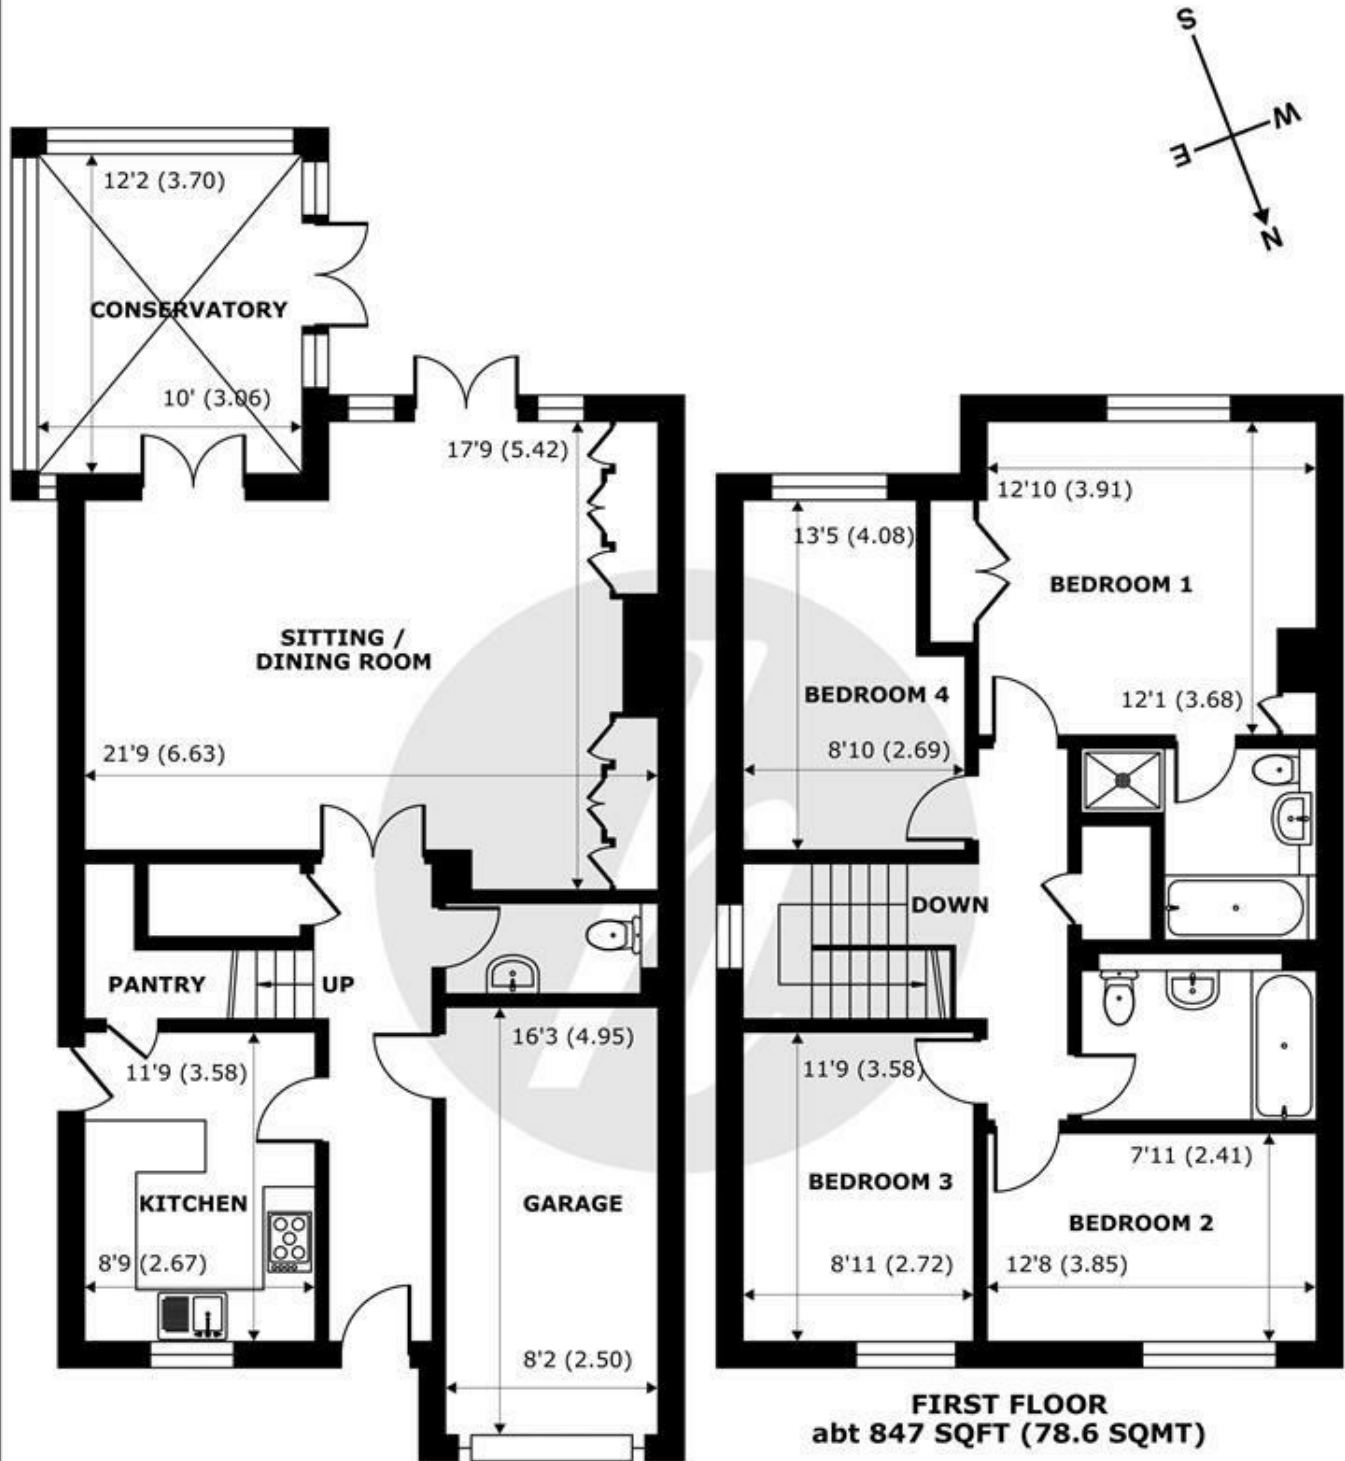 S
W
E
N
12'2 (3.70)
CONSERVATORY
10' (3.06)
17'9 (5.42)
SITTING /
DINING ROOM
21'9 (6.63)
PANTRY
UP
11'9 (3.58)
KITCHEN
8'9 (2.67)
16'3 (4.95)
GARAGE
8'2 (2.50)
12'10 (3.91)
13'5 (4.08)
BEDROOM 1
BEDROOM 4
12'1 (3.68)
8'10 (2.69)
DOWN
11'9 (3.58)
BEDROOM 3
8'11 (2.72)
7'11 (2.41)
BEDROOM 2
12'8 (3.85)
FIRST FLOOR
abt 847 SQFT (78.6 SQMT)